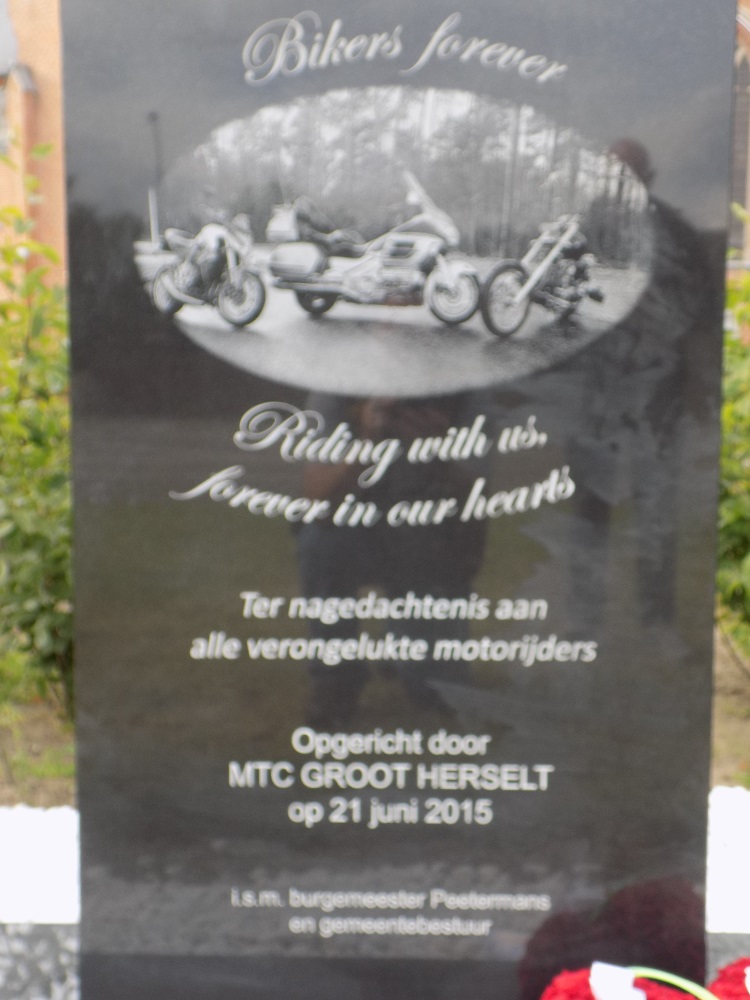 Bikers forever
Riding with us,
forever in our hearts
Ter nagedachtenis aan
alle verongelukte motorijders
Opgericht door
MTC GROOT HERSELT
op 21 juni 2015
i.s.m. burgemeester Peetermans
en gemeentebestuur